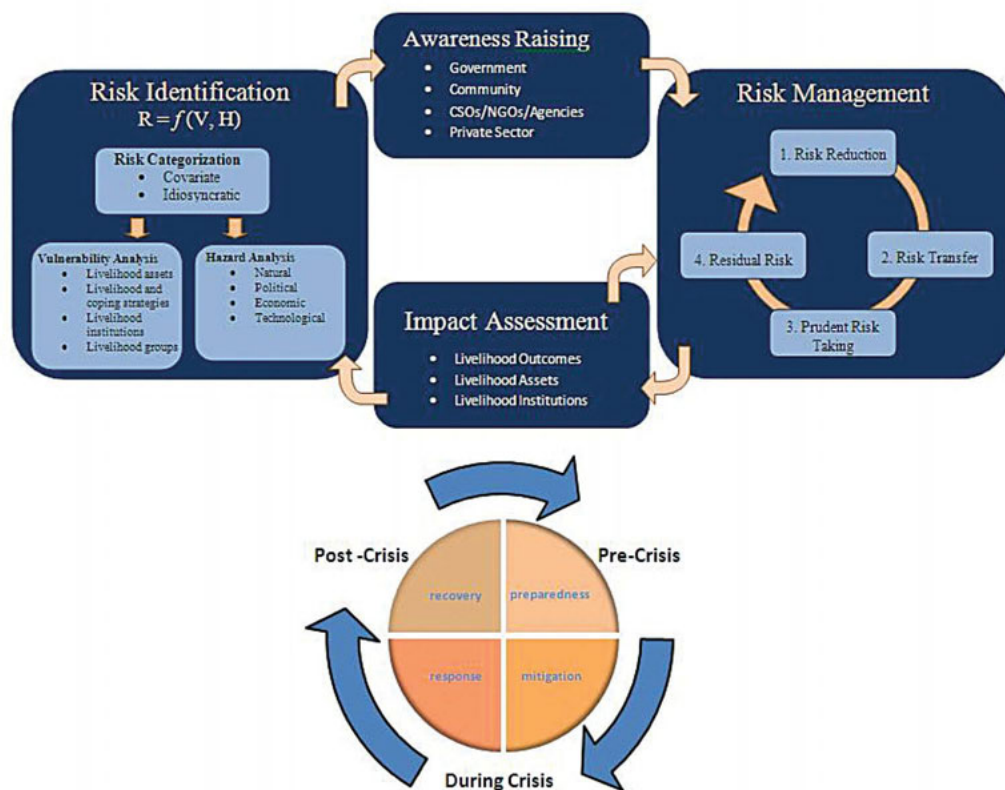 Awareness Raising
• Government
• Community
• CSOs/NGOs/Agencies
• Private Sector
Risk Identification
R = f (V, H)
Risk Categorization
• Covariate
• Idiosyncratic
Vulnerability Analysis
• Livelihood assets
• Livelihood and
coping strategies
• Livelihood
institutions
• Livelihood groups
Hazard Analysis
• Natural
• Political
• Economic
• Technological
Risk Management
1. Risk Reduction
2. Risk Transfer
3. Prudent Risk
Taking
4. Residual Risk
Impact Assessment
• Livelihood Outcomes
• Livelihood Assets
• Livelihood Institutions
Post -Crisis
Pre-Crisis
recovery
preparedness
response
mitigation
During Crisis